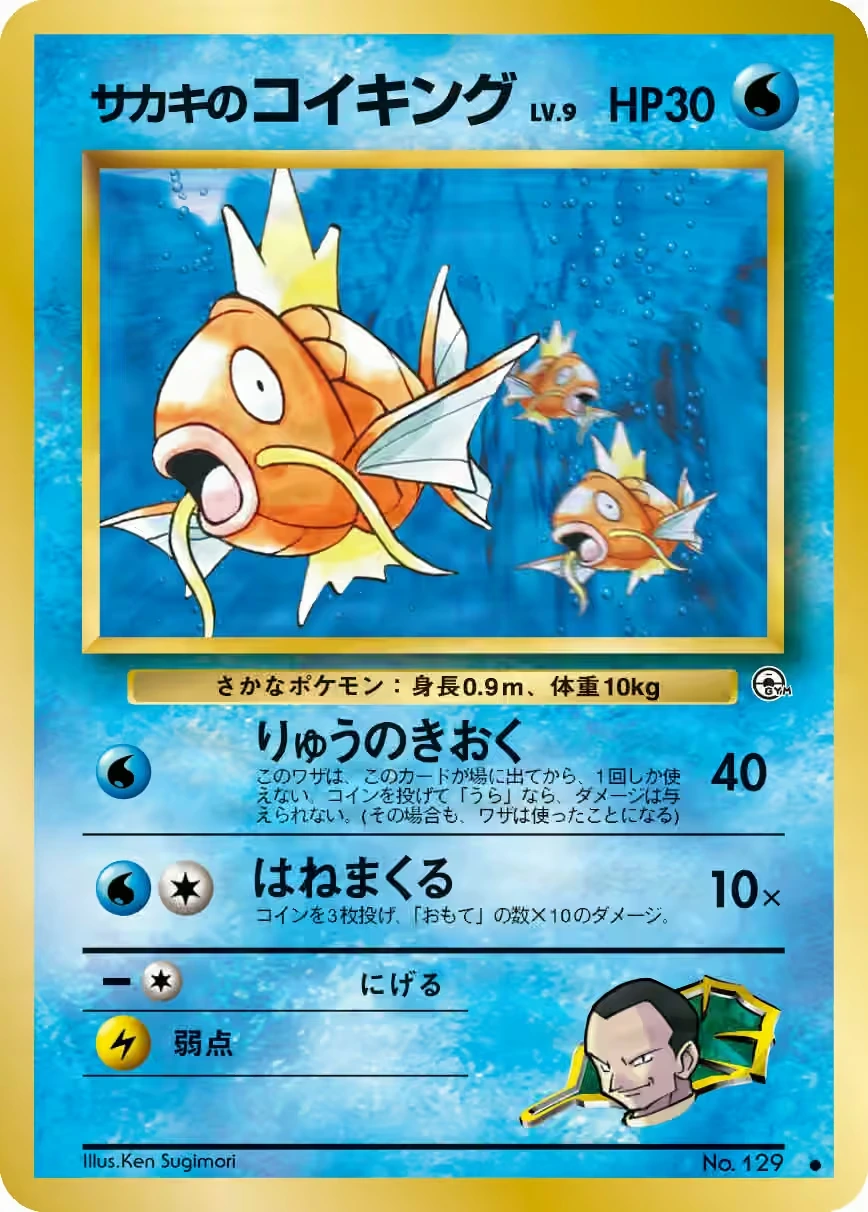 サカキのコイキング LV.9 HP30
さかなポケモン：身長0.9m、体重10kg
GYM
りゅうのきおく 40
このワザは、このカードが場に出てから、1回しか使
えない。コインを投げて「うら」なら、ダメージは与
えられない。(その場合も、ワザは使ったことになる)
はねまくる 10×
コインを3枚投げ、「おもて」の数×10のダメージ。
ー にげる
弱点
Illus.Ken Sugimori No. 129